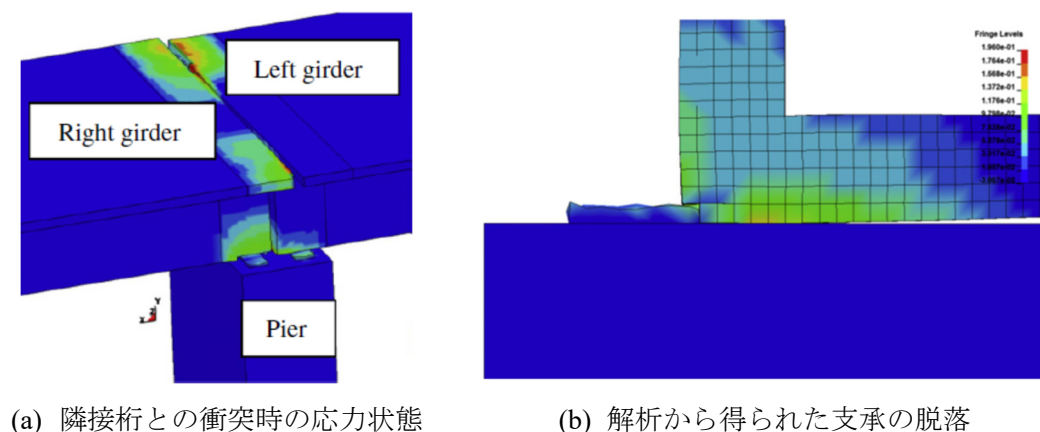 Left girder
Right girder
Pier
Y
X
Fringe Levels
1.960e-01
1.764e-01
1.568e-01
1.372e-01
1.176e-01
(a) 隣接桁との衝突時の応力状態
(b) 解析から得られた支承の脱落